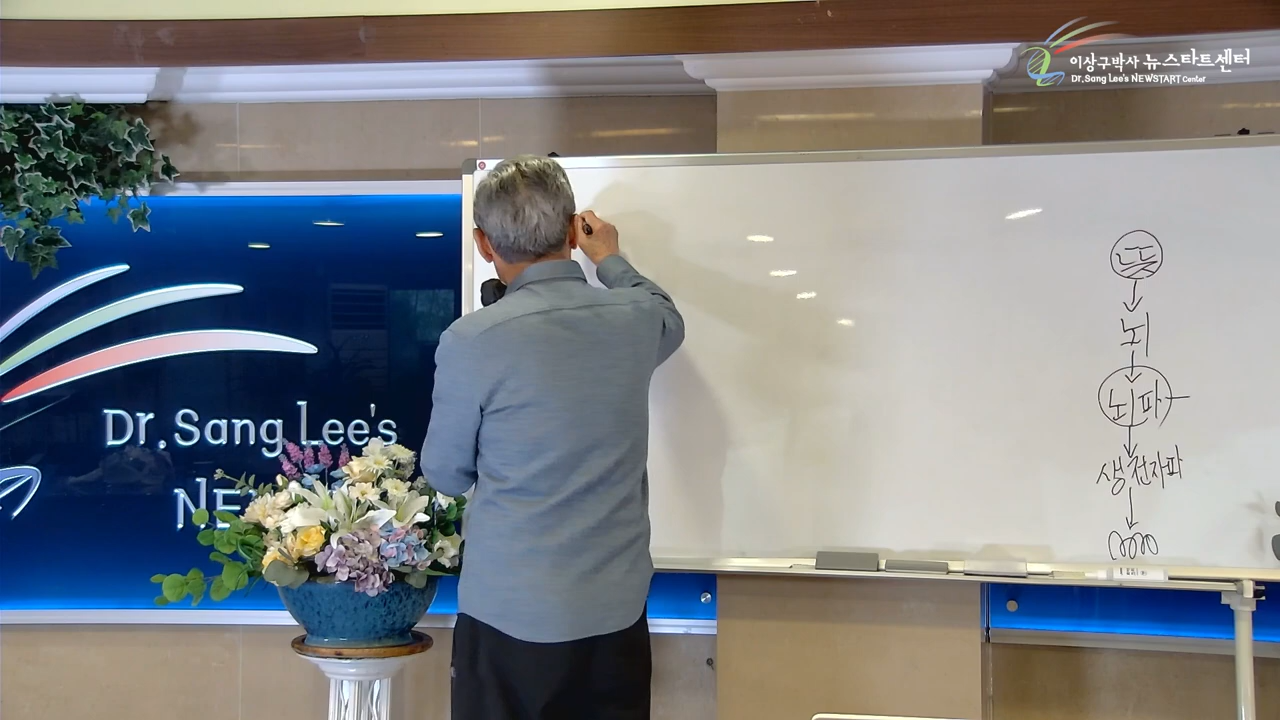 이상구박사 뉴스타트센터
Dr. Sang Lee's NEWSTART Center
Dr. Sang Lee's
NE
뜻
뇌
뇌파
생전자파